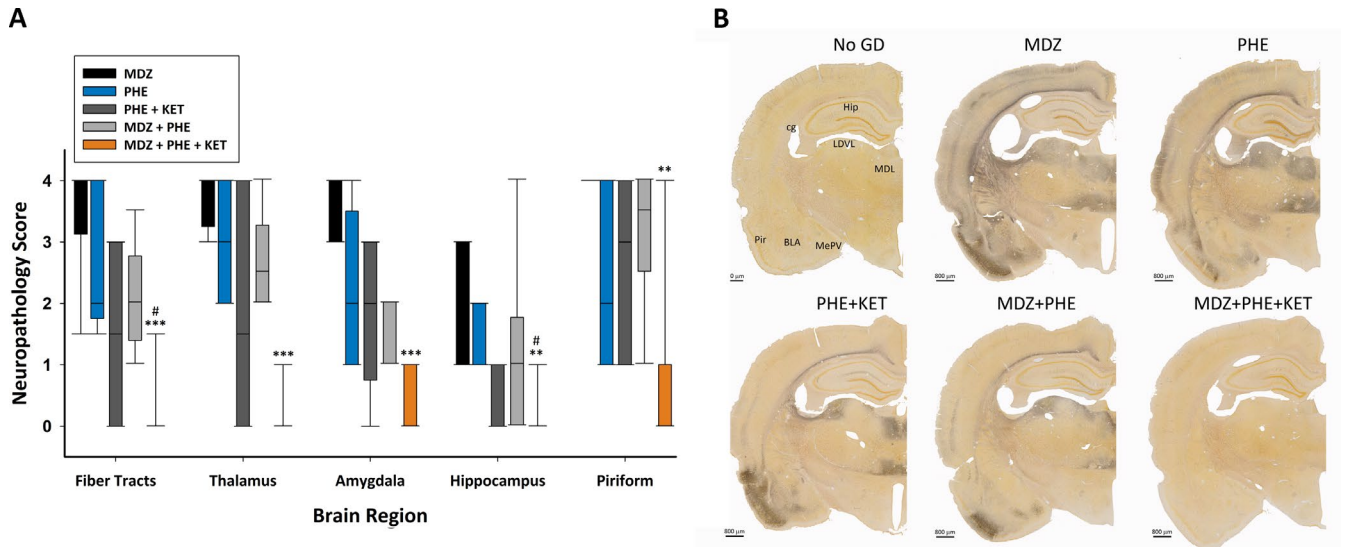 A
MDZ
PHE
PHE + KET
MDZ + PHE
MDZ + PHE + KET
Neuropathology Score
4
3
2
1
0
#
***
***
***
#
**
**
Fiber Tracts
Thalamus
Amygdala
Hippocampus
Piriform
Brain Region
B
No GD
MDZ
PHE
Hip
cg
LDVL
MDL
Pir
BLA
MePV
0 µm
800 µm
800 µm
PHE+KET
MDZ+PHE
MDZ+PHE+KET
800 µm
800 µm
800 µm